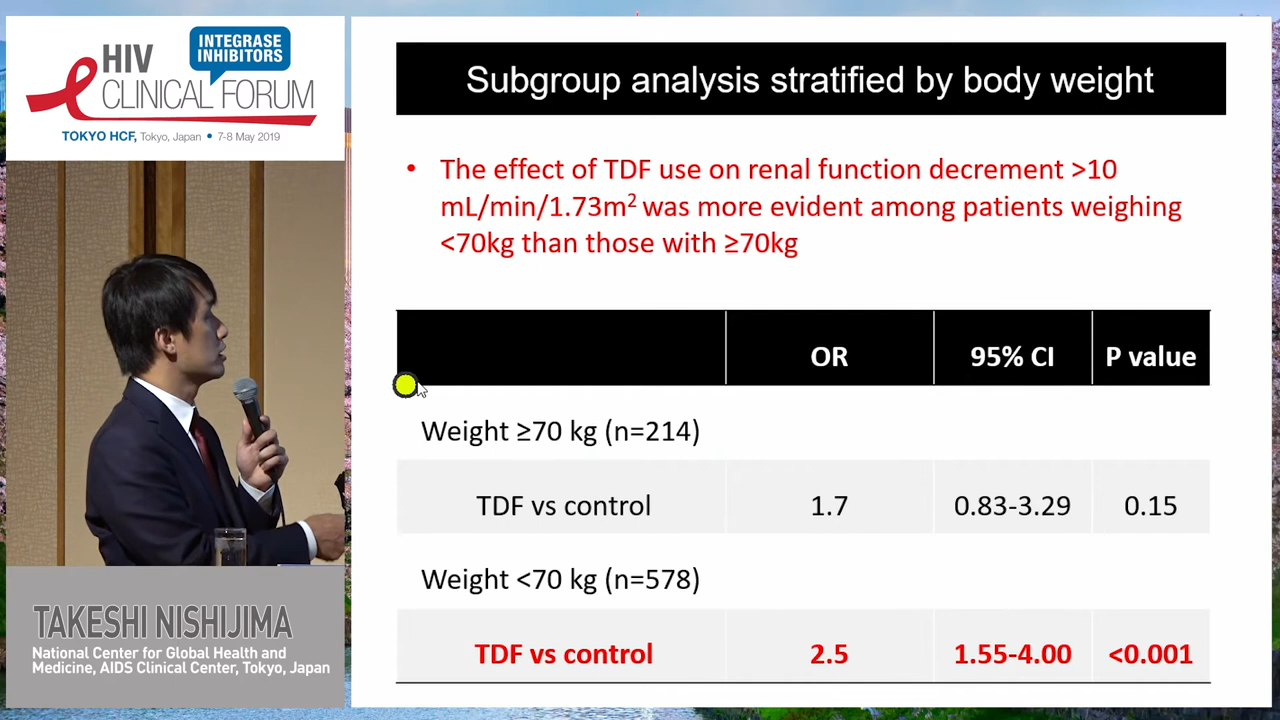 HIV
INTEGRASE
INHIBITORS
CLINICAL FORUM
TOKYO HCF, Tokyo, Japan • 7-8 May 2019
TAKESHI NISHIJIMA
National Center for Global Health and
Medicine, AIDS Clinical Center, Tokyo, Japan
Subgroup analysis stratified by body weight
• The effect of TDF use on renal function decrement >10
mL/min/1.73m² was more evident among patients weighing
<70kg than those with ≥70kg
OR 95% CI P value
Weight ≥70 kg (n=214)
TDF vs control 1.7 0.83-3.29 0.15
Weight <70 kg (n=578)
TDF vs control 2.5 1.55-4.00 <0.001